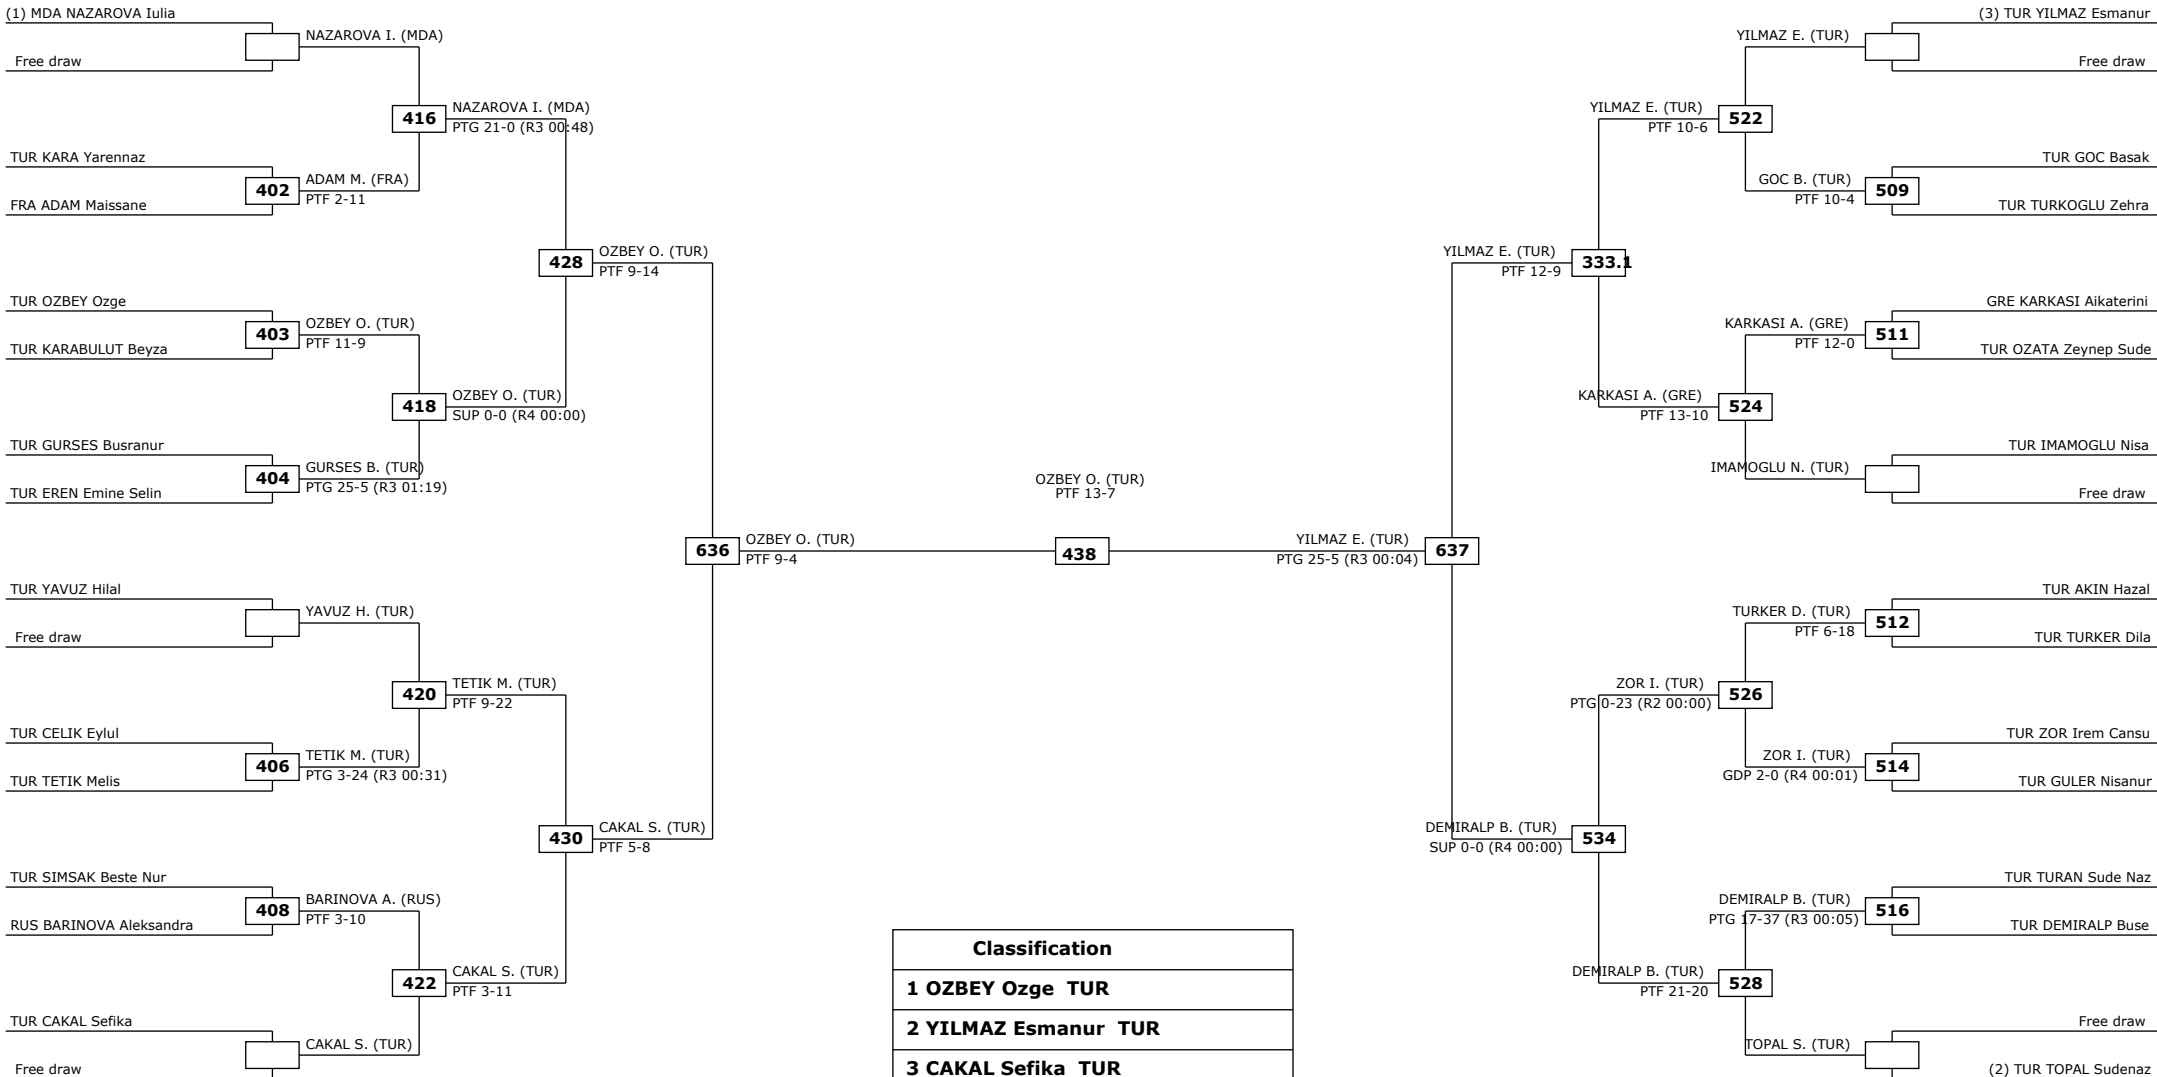 (1) MDA NAZAROVA Iulia
NAZAROVA I. (MDA)
Free draw
416
NAZAROVA I. (MDA)
PTG 21-0 (R3 00:48)
TUR KARA Yarennaz
402
ADAM M. (FRA)
PTF 2-11
FRA ADAM Maissane
428
OZBEY O. (TUR)
PTF 9-14
TUR OZBEY Ozge
403
OZBEY O. (TUR)
PTF 11-9
TUR KARABULUT Beyza
418
OZBEY O. (TUR)
SUP 0-0 (R4 00:00)
TUR GURSES Busranur
404
GURSES B. (TUR)
PTG 25-5 (R3 01:19)
TUR EREN Emine Selin
636
OZBEY O. (TUR)
PTF 9-4
TUR YAVUZ Hilal
YAVUZ H. (TUR)
Free draw
420
TETIK M. (TUR)
PTF 9-22
TUR CELIK Eylul
406
TETIK M. (TUR)
PTG 3-24 (R3 00:31)
TUR TETIK Melis
430
CAKAL S. (TUR)
PTF 5-8
TUR SIMSAK Beste Nur
408
BARINOVA A. (RUS)
PTF 3-10
RUS BARINOVA Aleksandra
422
CAKAL S. (TUR)
PTF 3-11
TUR CAKAL Sefika
CAKAL S. (TUR)
Free draw
OZBEY O. (TUR)
PTF 13-7
438
(3) TUR YILMAZ Esmanur
YILMAZ E. (TUR)
Free draw
YILMAZ E. (TUR)
PTF 10-6
522
TUR GOC Basak
GOC B. (TUR)
PTF 10-4
509
TUR TURKOGLU Zehra
YILMAZ E. (TUR)
PTF 12-9
333.1
GRE KARKASI Aikaterini
KARKASI A. (GRE)
PTF 12-0
511
TUR OZATA Zeynep Sude
KARKASI A. (GRE)
PTF 13-10
524
TUR IMAMOGLU Nisa
IMAMOGLU N. (TUR)
Free draw
YILMAZ E. (TUR)
PTG 25-5 (R3 00:04)
637
TUR AKIN Hazal
TURKER D. (TUR)
PTF 6-18
512
TUR TURKER Dila
ZOR I. (TUR)
PTG 0-23 (R2 00:00)
526
TUR ZOR Irem Cansu
ZOR I. (TUR)
GDP 2-0 (R4 00:01)
514
TUR GULER Nisanur
DEMIRALP B. (TUR)
SUP 0-0 (R4 00:00)
534
TUR TURAN Sude Naz
DEMIRALP B. (TUR)
PTG 17-37 (R3 00:05)
516
TUR DEMIRALP Buse
DEMIRALP B. (TUR)
PTF 21-20
528
Free draw
TOPAL S. (TUR)
(2) TUR TOPAL Sudenaz
Classification
1 OZBEY Ozge TUR
2 YILMAZ Esmanur TUR
3 CAKAL Sefika TUR